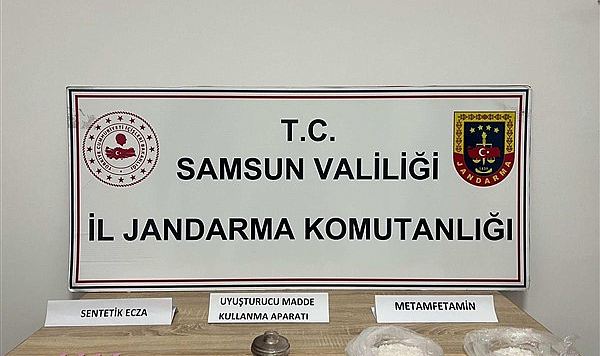 T.C.
SAMSUN VALİLİĞİ
İL JANDARMA KOMUTANLIĞI
JANDARMA
SENTETİK ECZA
UYUŞTURUCU MADDE
KULLANMA APARATI
METAMFETAMİN